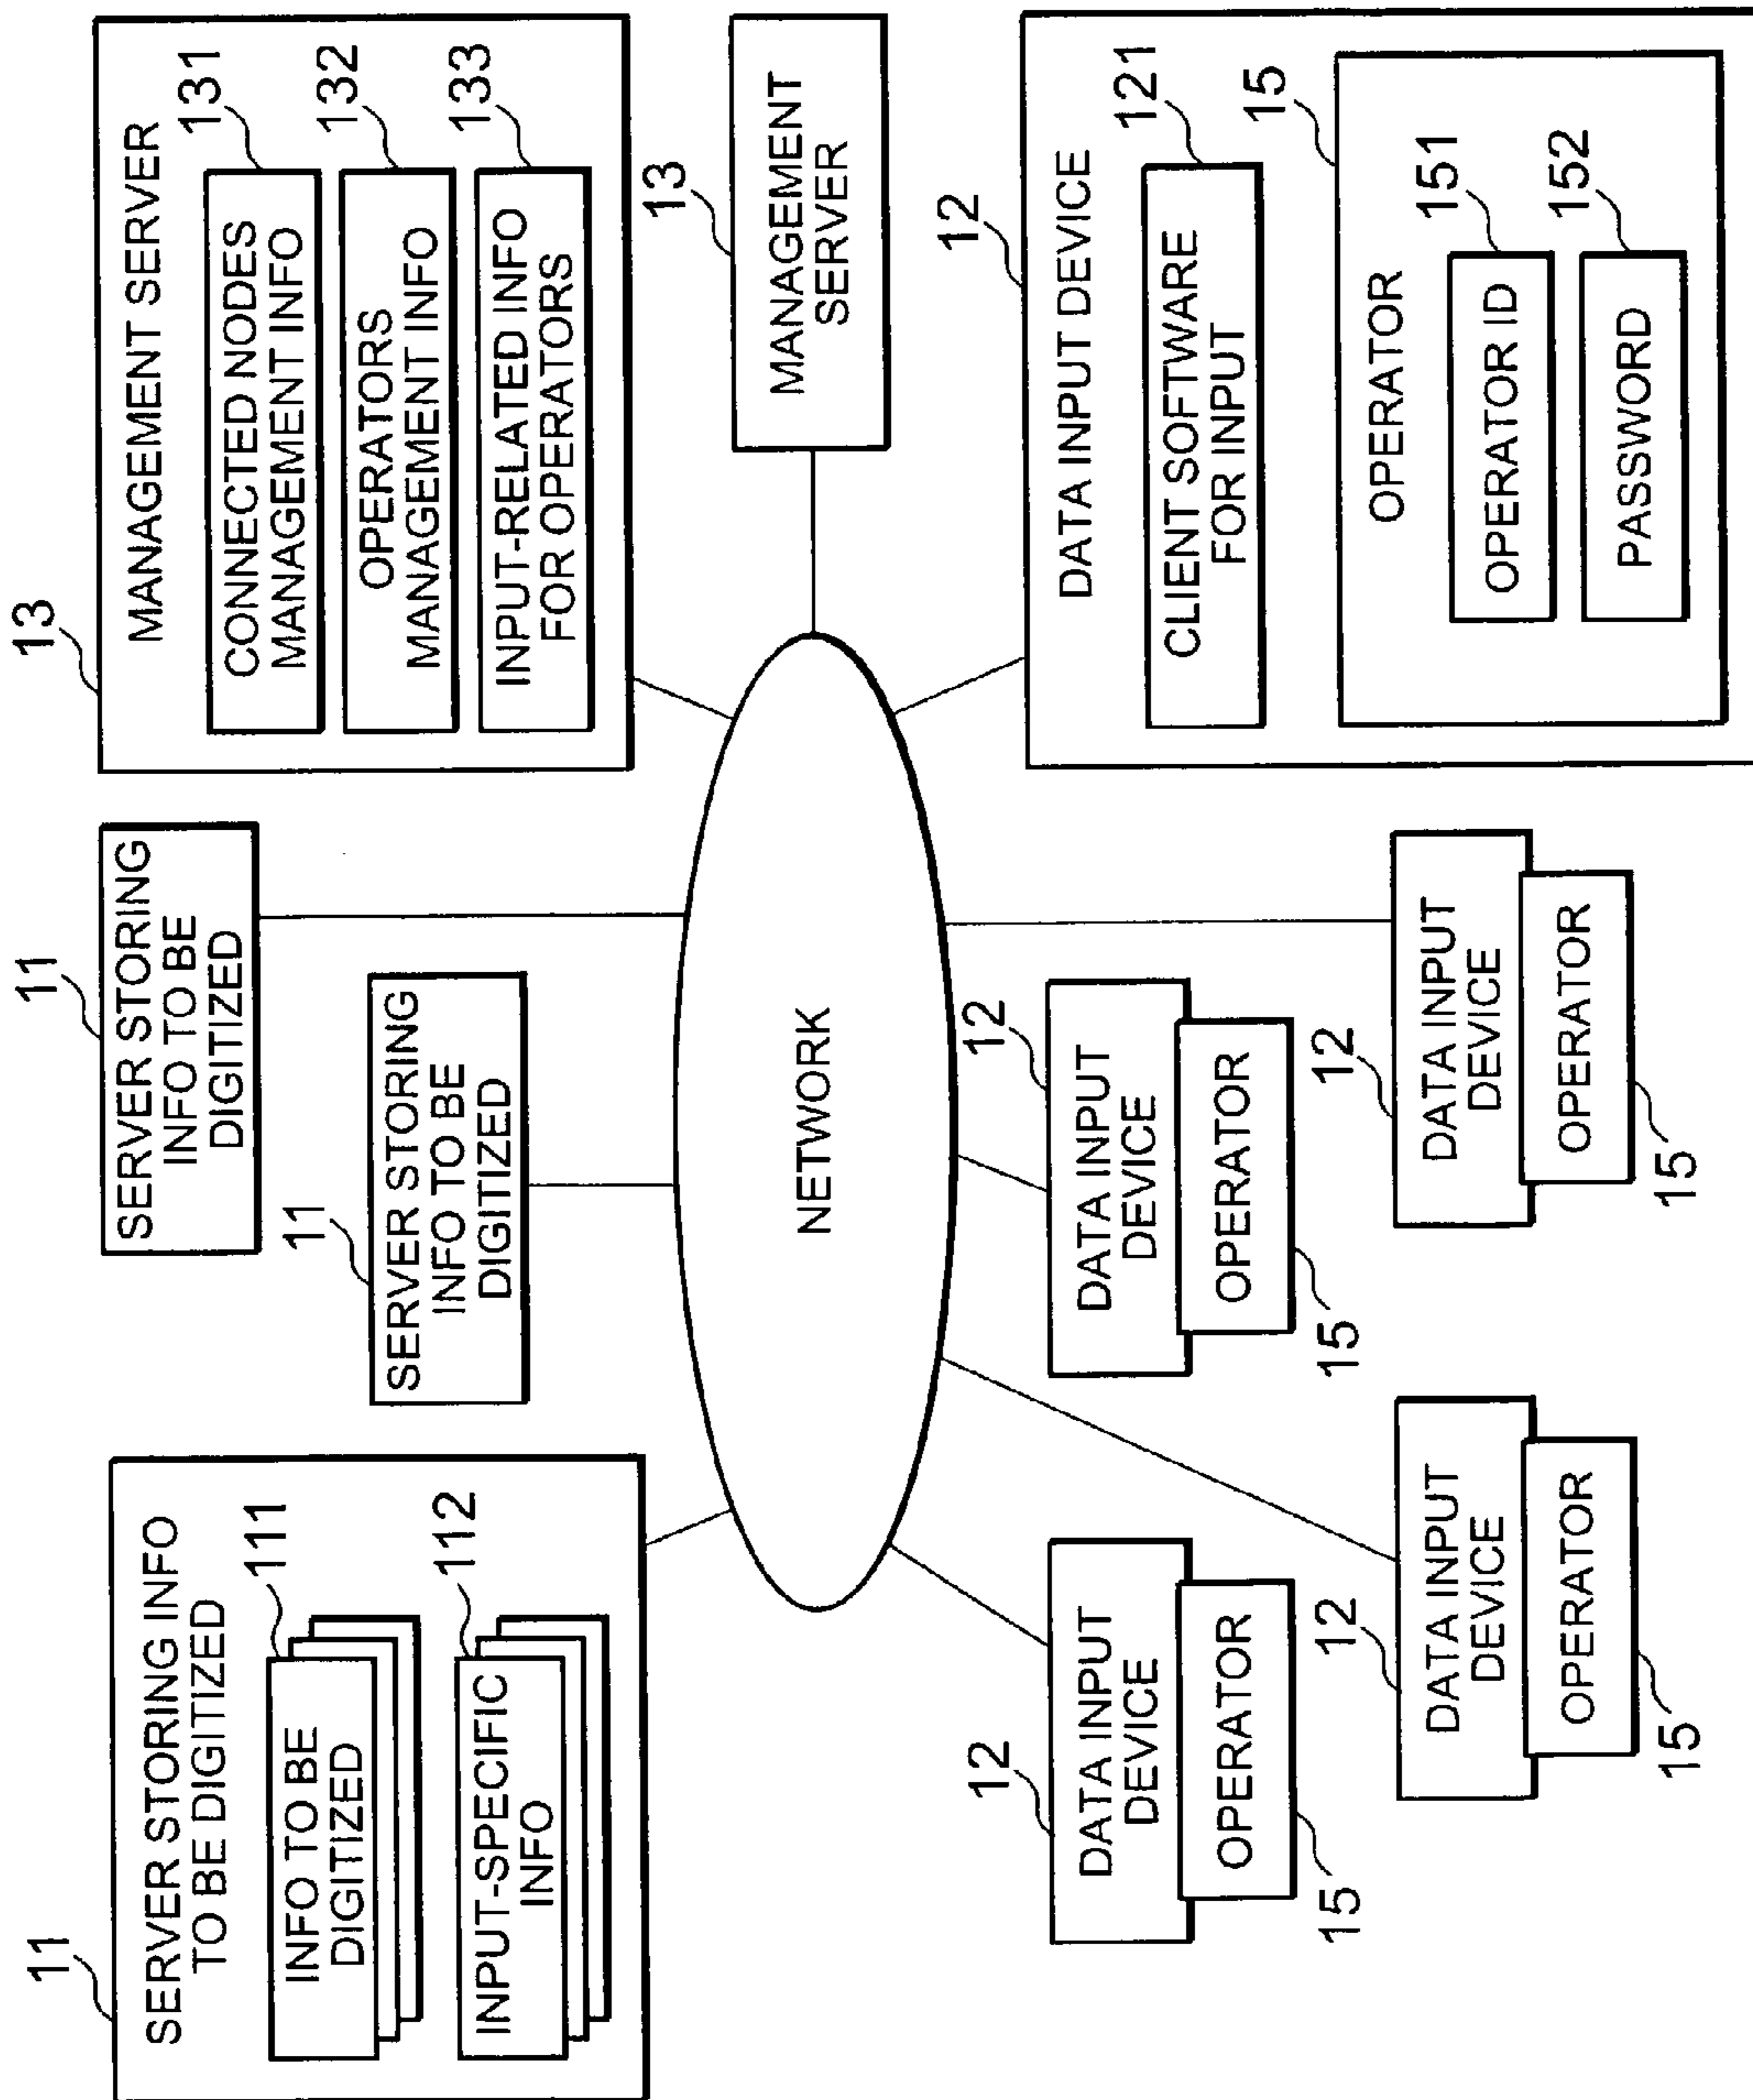 11
SERVER STORING INFO
TO BE DIGITIZED
INFO TO BE
DIGITIZED
111
INPUT-SPECIFIC
INFO
112
11
SERVER STORING
INFO TO BE
DIGITIZED
11
SERVER STORING
INFO TO BE
DIGITIZED
13
MANAGEMENT SERVER
CONNECTED NODES
MANAGEMENT INFO
131
OPERATORS
MANAGEMENT INFO
132
INPUT-RELATED INFO
FOR OPERATORS
133
NETWORK
13
MANAGEMENT
SERVER
12
DATA INPUT
DEVICE
OPERATOR
15
12
DATA INPUT
DEVICE
OPERATOR
15
12
DATA INPUT
DEVICE
OPERATOR
15
12
DATA INPUT
DEVICE
OPERATOR
15
12
DATA INPUT DEVICE
CLIENT SOFTWARE
FOR INPUT
121
OPERATOR
15
OPERATOR ID
151
PASSWORD
152